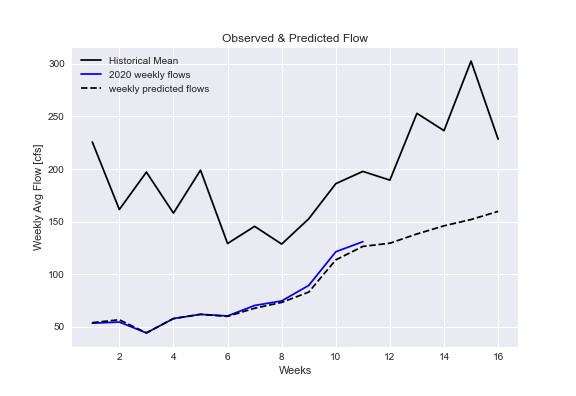 Observed & Predicted Flow
Historical Mean
2020 weekly flows
weekly predicted flows
Weekly Avg Flow [cfs]
300
250
200
150
100
50
2 4 6 8 10 12 14 16
Weeks